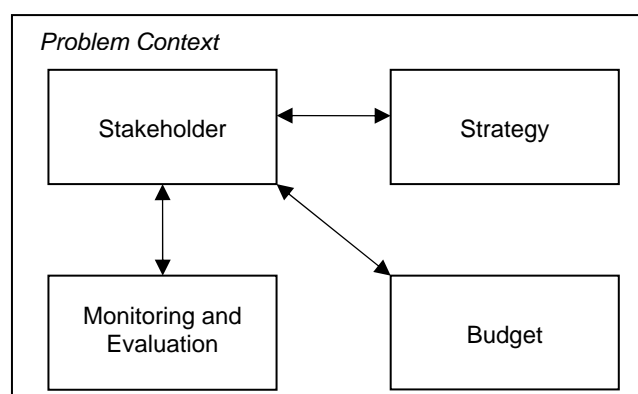 Problem Context
Stakeholder
Strategy
Monitoring and
Evaluation
Budget